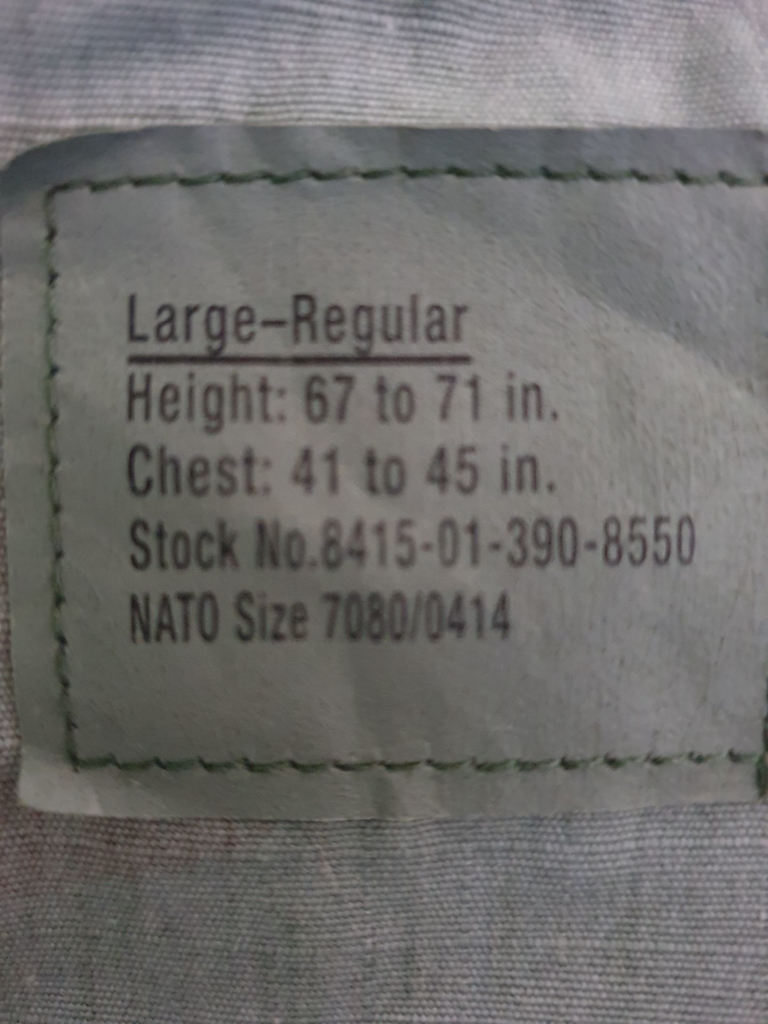 Large-Regular
Height: 67 to 71 in.
Chest: 41 to 45 in.
Stock No.8415-01-390-8550
NATO Size 7080/0414